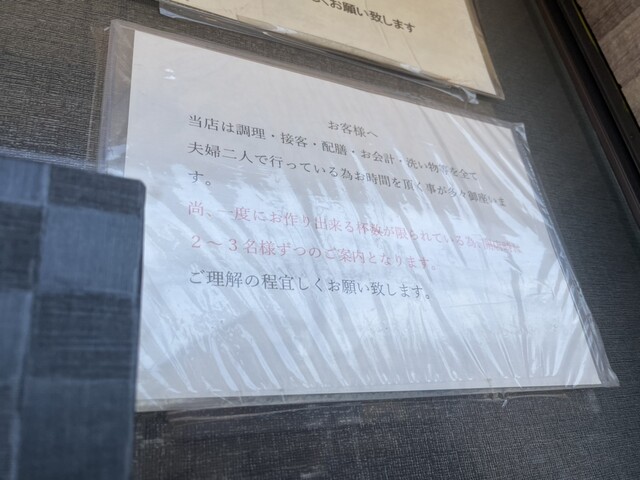 くお願い致します
お客様へ
当店は調理・接客・配膳・お会計・洗い物等を全て
夫婦二人で行っている為お時間を頂く事が多々御座いま
す。
尚、一度にお作り出来る杯数が限られている為、
２～３名様ずつのご案内となります。
ご理解の程宜しくお願い致します。